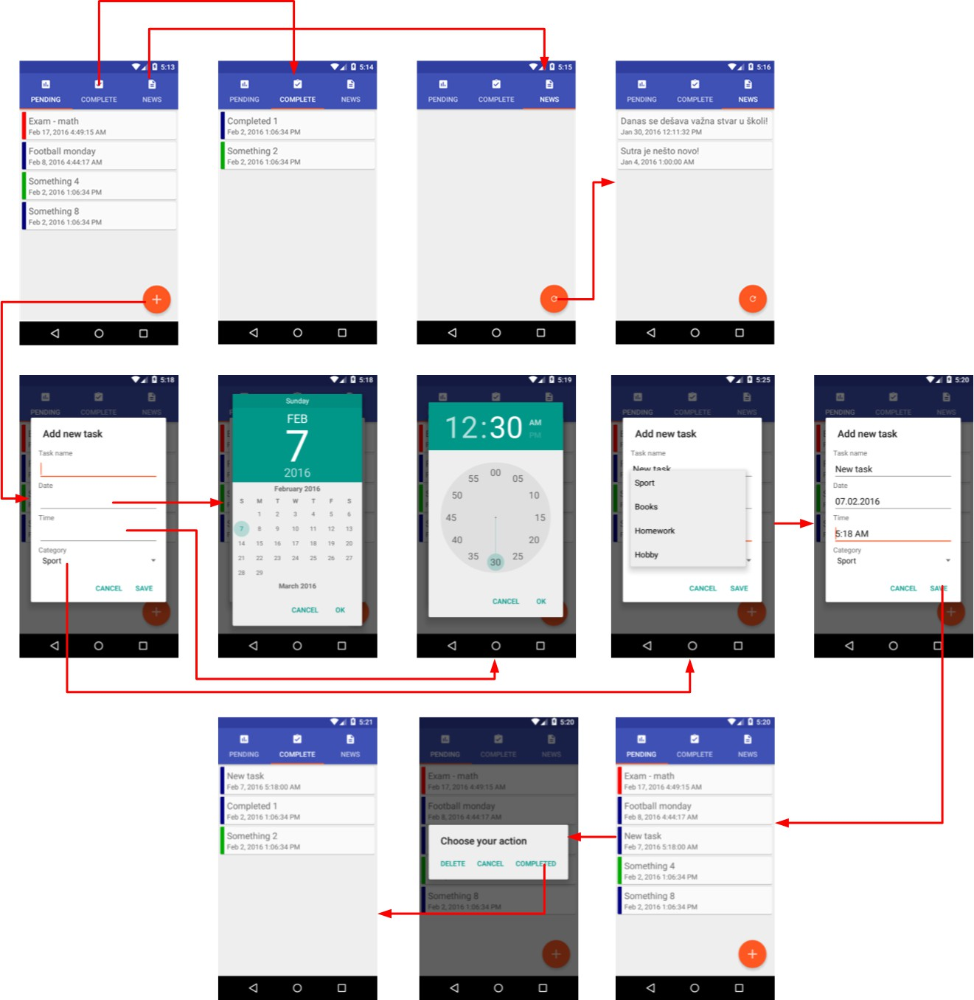 5:13
PENDING COMPLETE NEWS
Exam - math
Feb 17, 2016 4:49:15 AM
Football monday
Feb 8, 2016 4:44:17 AM
Something 4
Feb 2, 2016 1:06:34 PM
Something 8
Feb 2, 2016 1:06:34 PM
5:14
PENDING COMPLETE NEWS
Completed 1
Feb 2, 2016 1:06:34 PM
Something 2
Feb 2, 2016 1:06:34 PM
5:15
PENDING COMPLETE NEWS
5:16
PENDING COMPLETE NEWS
Danas se dešava važna stvar u školi!
Jan 30, 2016 12:11:32 PM
Sutra je nešto novo!
Jan 4, 2016 1:00:00 AM
5:18
PENDING COMPLETE NEWS
Add new task
Task name
Date
Time
Category
Sport
CANCEL SAVE
5:18
Sunday
FEB
7
2016
February 2016
S M T W T F S
1 2 3 4 5 6
7 8 9 10 11 12 13
14 15 16 17 18 19 20
21 22 23 24 25 26 27
28 29
March 2016
CANCEL OK
5:19
12:30 AM
PM
00
55 05
50 10
45 15
40 20
35 25
30
CANCEL OK
5:25
PENDING COMPLETE NEWS
Add new task
Task name
New task
Sport
Books
Homework
Hobby
CANCEL SAVE
5:20
PENDING COMPLETE NEWS
Add new task
Task name
New task
Date
07.02.2016
Time
5:18 AM
Category
Sport
CANCEL SAVE
5:21
PENDING COMPLETE NEWS
New task
Feb 7, 2016 5:18:00 AM
Completed 1
Feb 2, 2016 1:06:34 PM
Something 2
Feb 2, 2016 1:06:34 PM
5:20
PENDING COMPLETE NEWS
Exam - math
Feb 17, 2016 4:49:15 AM
Football monday
Feb 8, 2016 4:44:17 AM
Choose your action
DELETE CANCEL COMPLETED
Something 8
Feb 2, 2016 1:06:34 PM
5:20
PENDING COMPLETE NEWS
Exam - math
Feb 17, 2016 4:49:15 AM
Football monday
Feb 8, 2016 4:44:17 AM
New task
Feb 7, 2016 5:18:00 AM
Something 4
Feb 2, 2016 1:06:34 PM
Something 8
Feb 2, 2016 1:06:34 PM